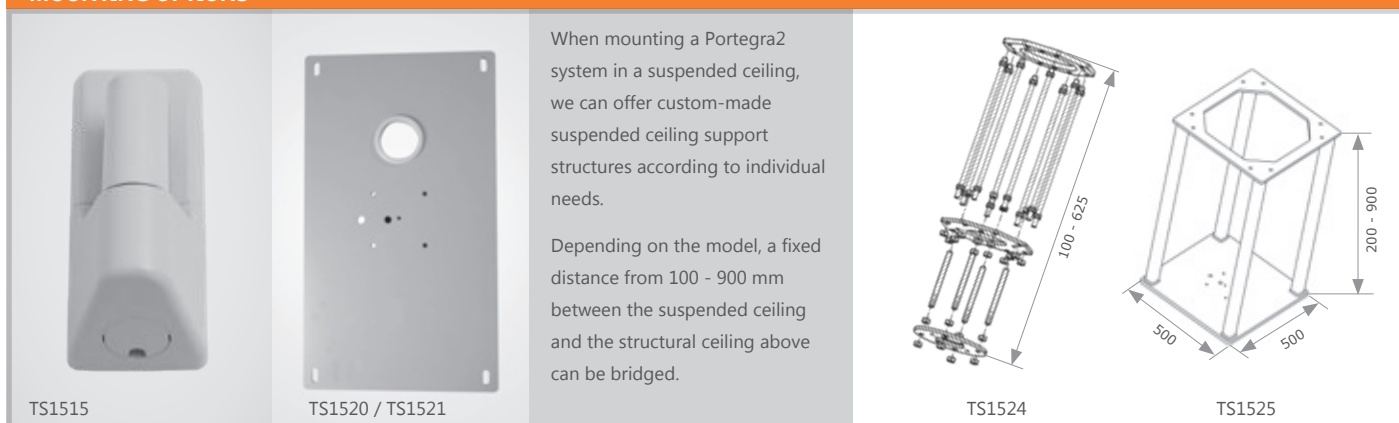 When mounting a Portegra2
system in a suspended ceiling,
we can offer custom-made
suspended ceiling support
structures according to individual
needs.
Depending on the model, a fixed
distance from 100 - 900 mm
between the suspended ceiling
and the structural ceiling above
can be bridged.
100 - 625
200 - 900
500
500
TS1515
TS1520 / TS1521
TS1524
TS1525